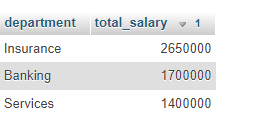 department total_salary 1
Insurance 2650000
Banking 1700000
Services 1400000